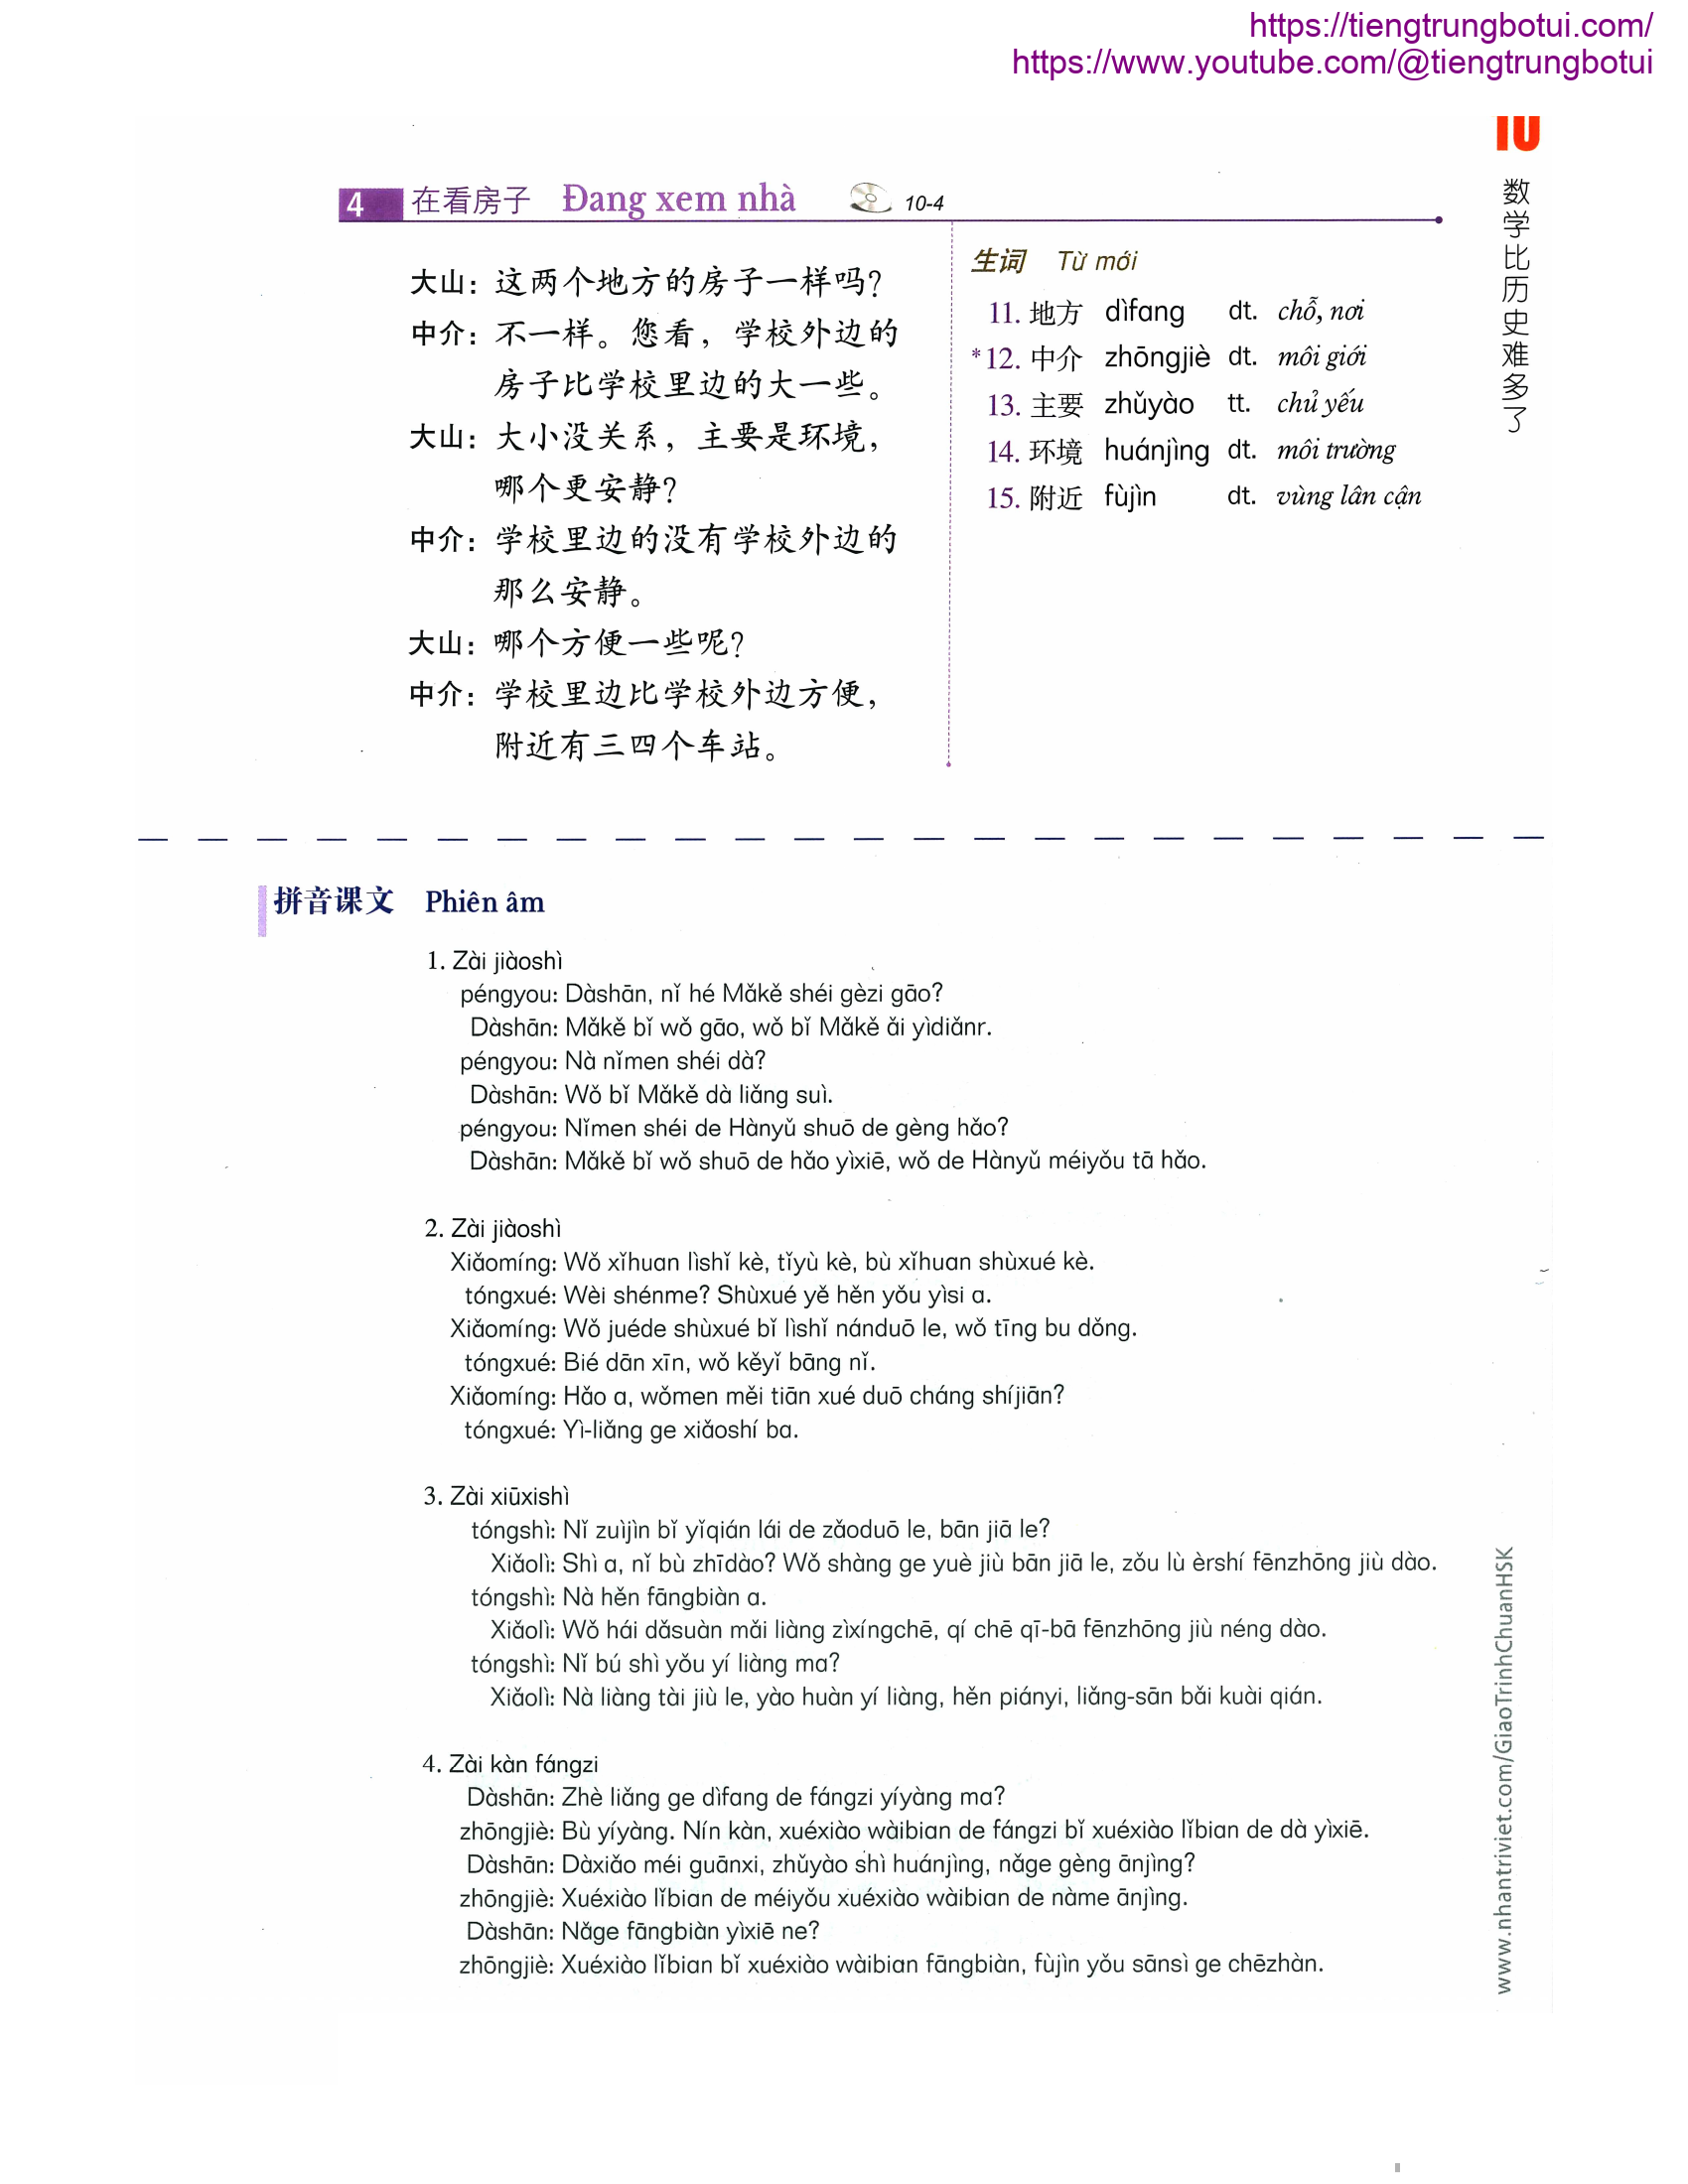 https://tiengtrungbotui.com/
https://www.youtube.com/@tiengtrungbotui
10
数学比历史难多了
4 在看房子 Đang xem nhà 10-4
大山：这两个地方的房子一样吗？
中介：不一样。您看，学校外边的
房子比学校里边的大一些。
大山：大小没关系，主要是环境，
哪个更安静？
中介：学校里边的没有学校外边的
那么安静。
大山：哪个方便一些呢？
中介：学校里边比学校外边方便，
附近有三四个车站。
生词 Từ mới
11. 地方 dìfang dt. chỗ, nơi
*12. 中介 zhōngjiè dt. môi giới
13. 主要 zhǔyào tt. chủ yếu
14. 环境 huánjìng dt. môi trường
15. 附近 fùjìn dt. vùng lân cận
拼音课文 Phiên âm
1. Zài jiàoshì
péngyou: Dàshān, nǐ hé Mǎkě shéi gèzi gāo?
Dàshān: Mǎkě bǐ wǒ gāo, wǒ bǐ Mǎkě ǎi yìdiǎnr.
péngyou: Nà nǐmen shéi dà?
Dàshān: Wǒ bǐ Mǎkě dà liǎng suì.
péngyou: Nǐmen shéi de Hànyǔ shuō de gèng hǎo?
Dàshān: Mǎkě bǐ wǒ shuō de hǎo yìxiē, wǒ de Hànyǔ méiyǒu tā hǎo.
2. Zài jiàoshì
Xiǎomíng: Wǒ xǐhuan lìshǐ kè, tǐyù kè, bù xǐhuan shùxué kè.
tóngxué: Wèi shénme? Shùxué yě hěn yǒu yìsi a.
Xiǎomíng: Wǒ juéde shùxué bǐ lìshǐ nánduō le, wǒ tīng bu dǒng.
tóngxué: Bié dān xīn, wǒ kěyǐ bāng nǐ.
Xiǎomíng: Hǎo a, wǒmen měi tiān xué duō cháng shíjiān?
tóngxué: Yì-liǎng ge xiǎoshí ba.
3. Zài xiūxishì
tóngshì: Nǐ zuìjìn bǐ yǐqián lái de zǎoduō le, bān jiā le?
Xiǎolì: Shì a, nǐ bù zhīdào? Wǒ shàng ge yuè jiù bān jiā le, zǒu lù èrshí fēnzhōng jiù dào.
tóngshì: Nà hěn fāngbiàn a.
Xiǎolì: Wǒ hái dǎsuàn mǎi liàng zìxíngchē, qí chē qī-bā fēnzhōng jiù néng dào.
tóngshì: Nǐ bú shì yǒu yí liàng ma?
Xiǎolì: Nà liàng tài jiù le, yào huàn yí liàng, hěn piányi, liǎng-sān bǎi kuài qián.
4. Zài kàn fángzi
Dàshān: Zhè liǎng ge dìfang de fángzi yíyàng ma?
zhōngjiè: Bù yíyàng. Nín kàn, xuéxiào wàibian de fángzi bǐ xuéxiào lǐbian de dà yìxiē.
Dàshān: Dàxiǎo méi guānxi, zhǔyào shì huánjìng, nǎge gèng ānjìng?
zhōngjiè: Xuéxiào lǐbian de méiyǒu xuéxiào wàibian de nàme ānjìng.
Dàshān: Nǎge fāngbiàn yìxiē ne?
zhōngjiè: Xuéxiào lǐbian bǐ xuéxiào wàibian fāngbiàn, fùjìn yǒu sānsì ge chēzhàn.
www.nhantriviet.com/GiaoTrinhChuanHSK